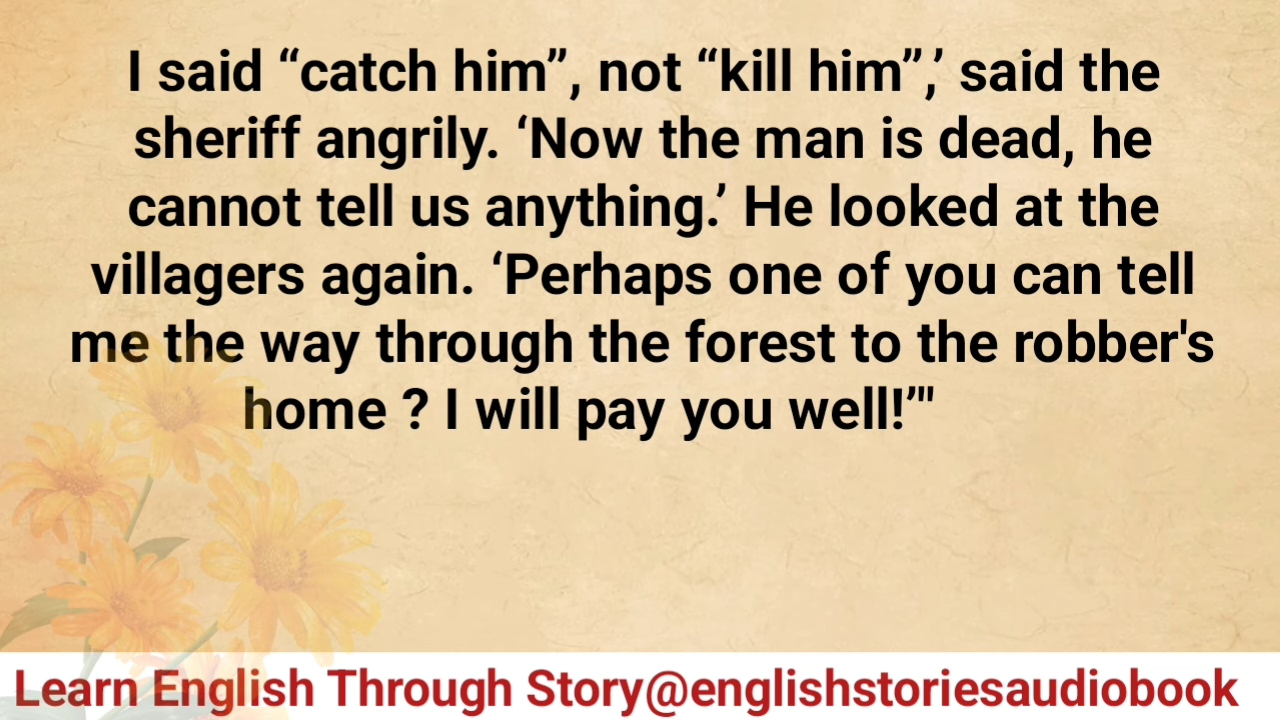 I said “catch him”, not “kill him”,’ said the
sheriff angrily. ‘Now the man is dead, he
cannot tell us anything.’ He looked at the
villagers again. ‘Perhaps one of you can tell
me the way through the forest to the robber's
home ? I will pay you well!’"
Learn English Through Story@englishstoriesaudiobook